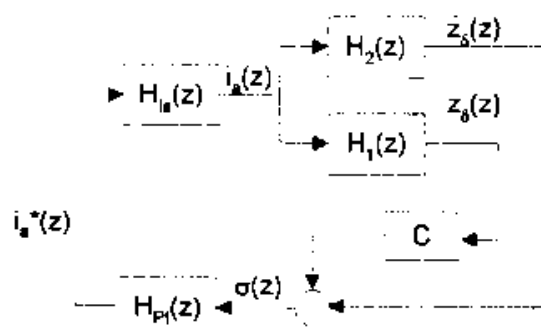 H₂(z)
z_δ(z)
i_a(z)
H_Ia(z)
z_δ(z)
H₁(z)
i_a*(z)
C
σ(z)
H_PI(z)